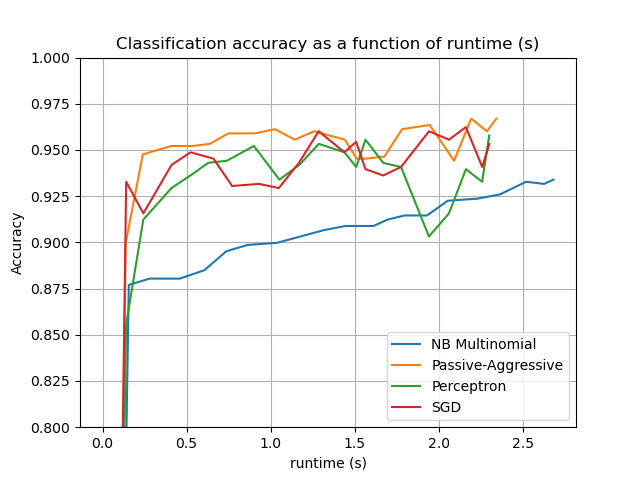 Classification accuracy as a function of runtime (s)
1.000
0.975
0.950
0.925
0.900
0.875
0.850
0.825
0.800
Accuracy
0.0 0.5 1.0 1.5 2.0 2.5
runtime (s)
NB Multinomial
Passive-Aggressive
Perceptron
SGD